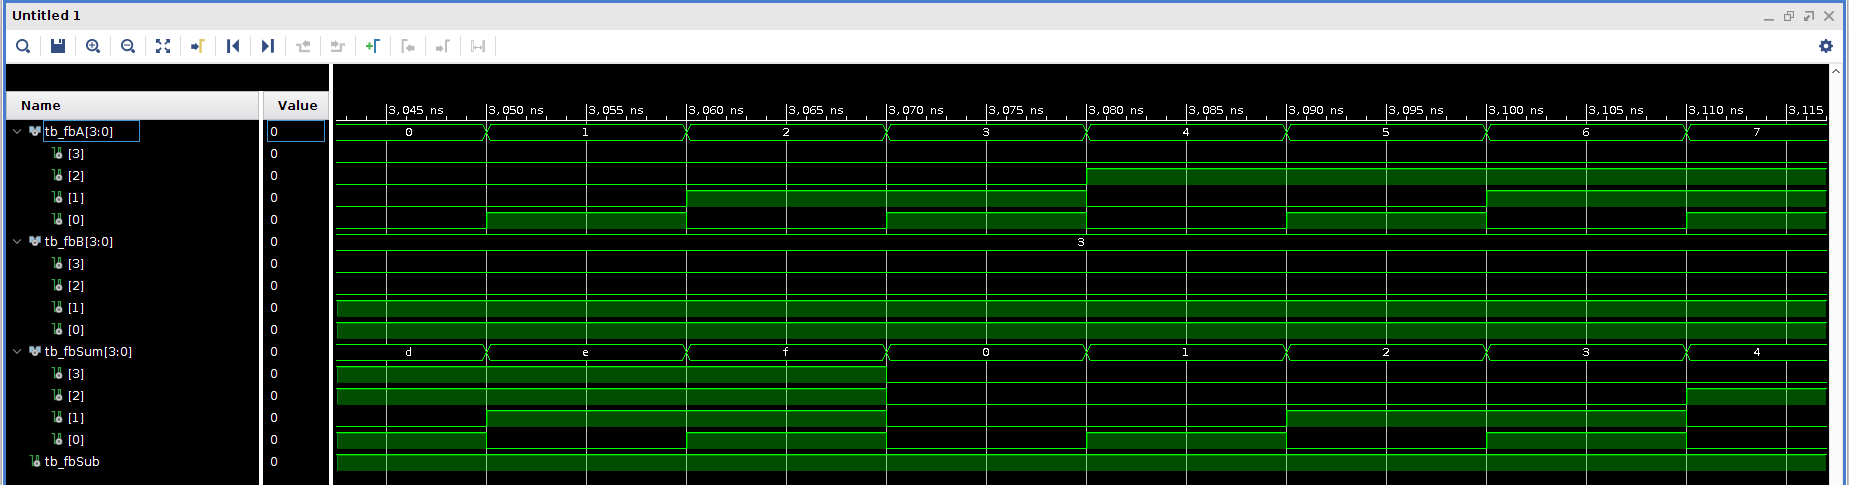 Untitled 1
Name Value
3,045 ns 3,050 ns 3,055 ns 3,060 ns 3,065 ns 3,070 ns 3,075 ns 3,080 ns 3,085 ns 3,090 ns 3,095 ns 3,100 ns 3,105 ns 3,110 ns 3,115
tb_fbA[3:0] 0 0 1 2 3 4 5 6 7
[3] 0
[2] 0
[1] 0
[0] 0
tb_fbB[3:0] 0 3
[3] 0
[2] 0
[1] 0
[0] 0
tb_fbSum[3:0] 0 d e f 0 1 2 3 4
[3] 0
[2] 0
[1] 0
[0] 0
tb_fbSub 0